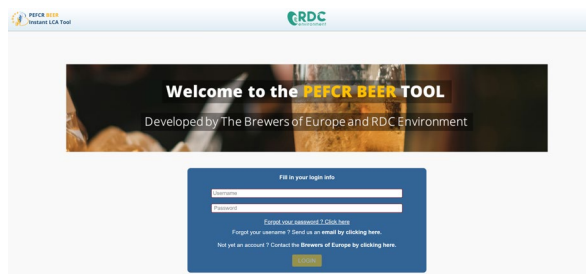 PEFCR BEER
Instant LCA Tool
RDC
environment
Welcome to the PEFCR BEER TOOL
Developed by The Brewers of Europe and RDC Environment
Fill in your login info
Username
Password
Forgot your password ? Click here
Forgot your usename ? Send us an email by clicking here.
Not yet an account ? Contact the Brewers of Europe by clicking here.
LOGIN